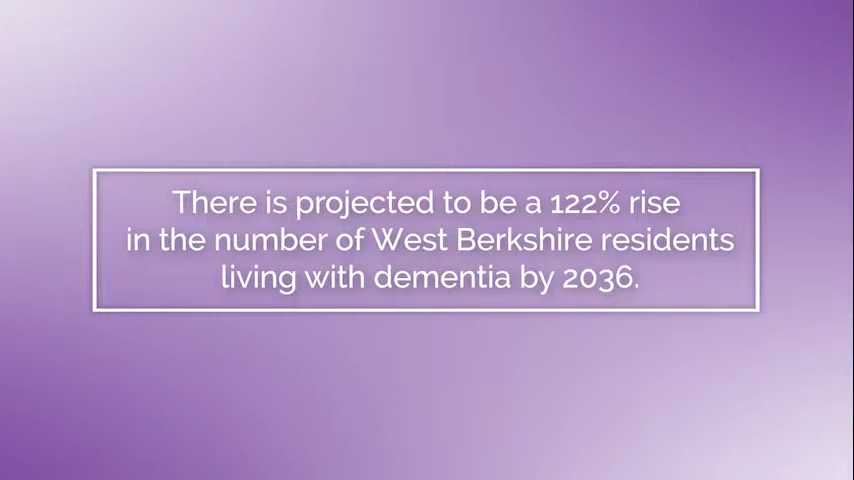 There is projected to be a 122% rise
in the number of West Berkshire residents
living with dementia by 2036.